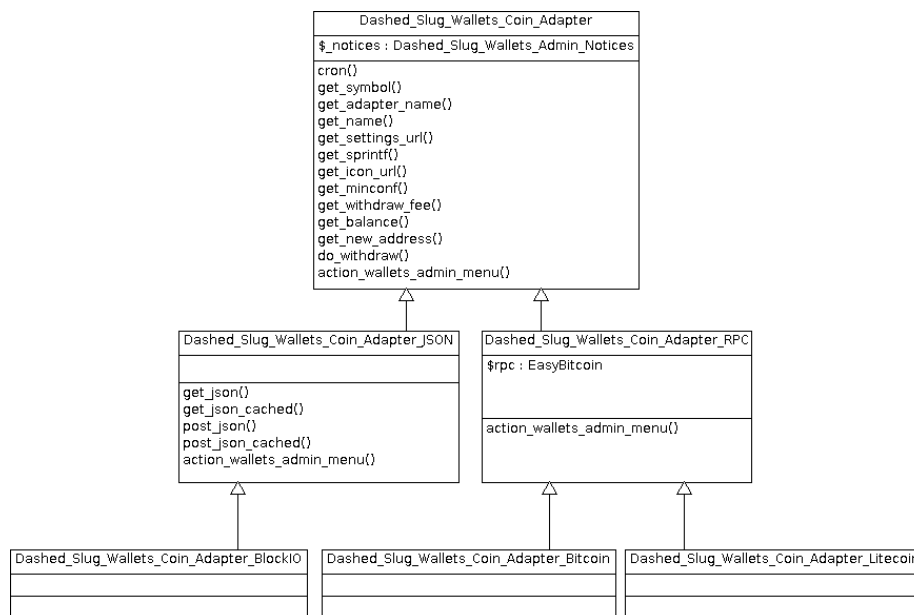 Dashed_Slug_Wallets_Coin_Adapter
$_notices : Dashed_Slug_Wallets_Admin_Notices
cron()
get_symbol()
get_adapter_name()
get_name()
get_settings_url()
get_sprintf()
get_icon_url()
get_minconf()
get_withdraw_fee()
get_balance()
get_new_address()
do_withdraw()
action_wallets_admin_menu()
Dashed_Slug_Wallets_Coin_Adapter_JSON
get_json()
get_json_cached()
post_json()
post_json_cached()
action_wallets_admin_menu()
Dashed_Slug_Wallets_Coin_Adapter_RPC
$rpc : EasyBitcoin
action_wallets_admin_menu()
Dashed_Slug_Wallets_Coin_Adapter_BlockIO
Dashed_Slug_Wallets_Coin_Adapter_Bitcoin
Dashed_Slug_Wallets_Coin_Adapter_Litecoin